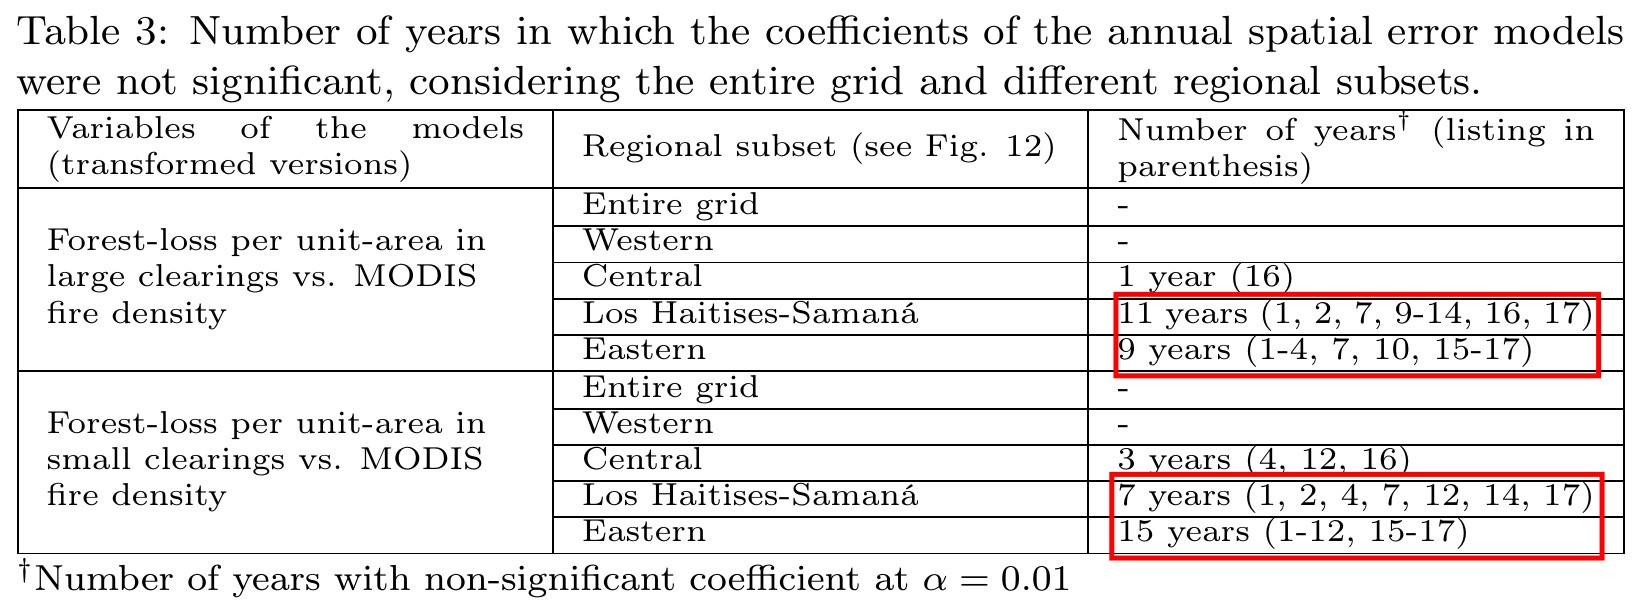 Table 3: Number of years in which the coefficients of the annual spatial error models
were not significant, considering the entire grid and different regional subsets.
Variables of the models
(transformed versions)
Regional subset (see Fig. 12)
Number of years† (listing in
parenthesis)
Forest-loss per unit-area in
large clearings vs. MODIS
fire density
Entire grid
-
Western
-
Central
1 year (16)
Los Haitises-Samaná
11 years (1, 2, 7, 9-14, 16, 17)
Eastern
9 years (1-4, 7, 10, 15-17)
Forest-loss per unit-area in
small clearings vs. MODIS
fire density
Entire grid
-
Western
-
Central
3 years (4, 12, 16)
Los Haitises-Samaná
7 years (1, 2, 4, 7, 12, 14, 17)
Eastern
15 years (1-12, 15-17)
†Number of years with non-significant coefficient at α = 0.01